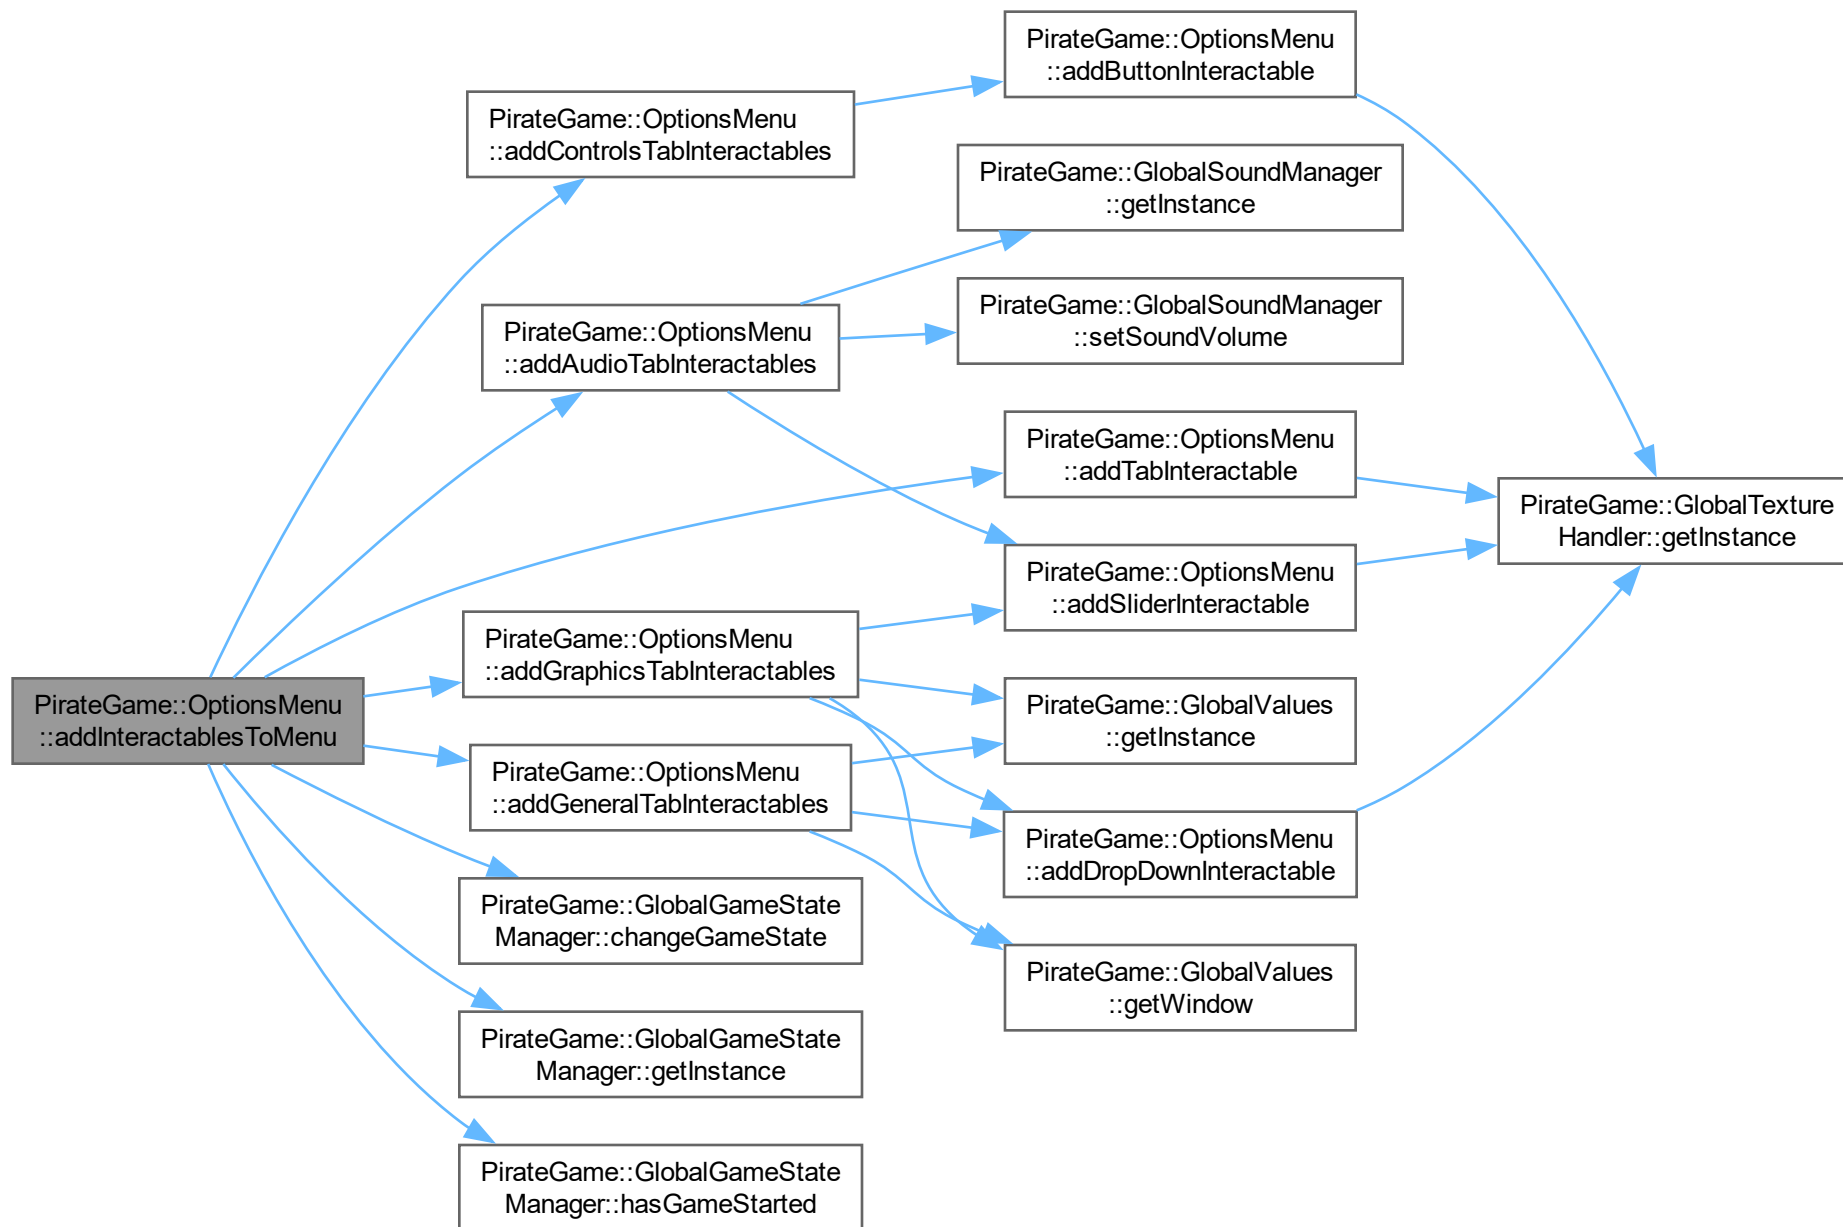 PirateGame::OptionsMenu
::addInteractablesToMenu
PirateGame::OptionsMenu
::addControlsTabInteractables
PirateGame::OptionsMenu
::addAudioTabInteractables
PirateGame::OptionsMenu
::addGraphicsTabInteractables
PirateGame::OptionsMenu
::addGeneralTabInteractables
PirateGame::GlobalGameState
Manager::changeGameState
PirateGame::GlobalGameState
Manager::getInstance
PirateGame::GlobalGameState
Manager::hasGameStarted
PirateGame::OptionsMenu
::addButtonInteractable
PirateGame::GlobalSoundManager
::getInstance
PirateGame::GlobalSoundManager
::setSoundVolume
PirateGame::OptionsMenu
::addTabInteractable
PirateGame::OptionsMenu
::addSliderInteractable
PirateGame::GlobalValues
::getInstance
PirateGame::OptionsMenu
::addDropDownInteractable
PirateGame::GlobalValues
::getWindow
PirateGame::GlobalTexture
Handler::getInstance